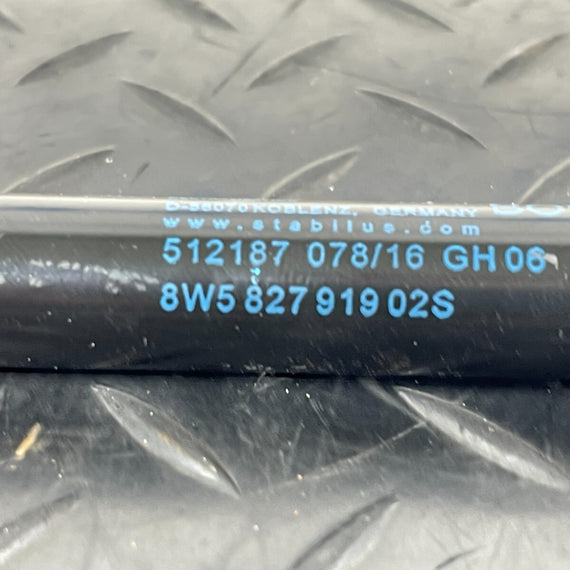 D-56070 KOBLENZ, GERMANY
www.stabilus.com
512187 078/16 GH 06
8W5 827 919 02S